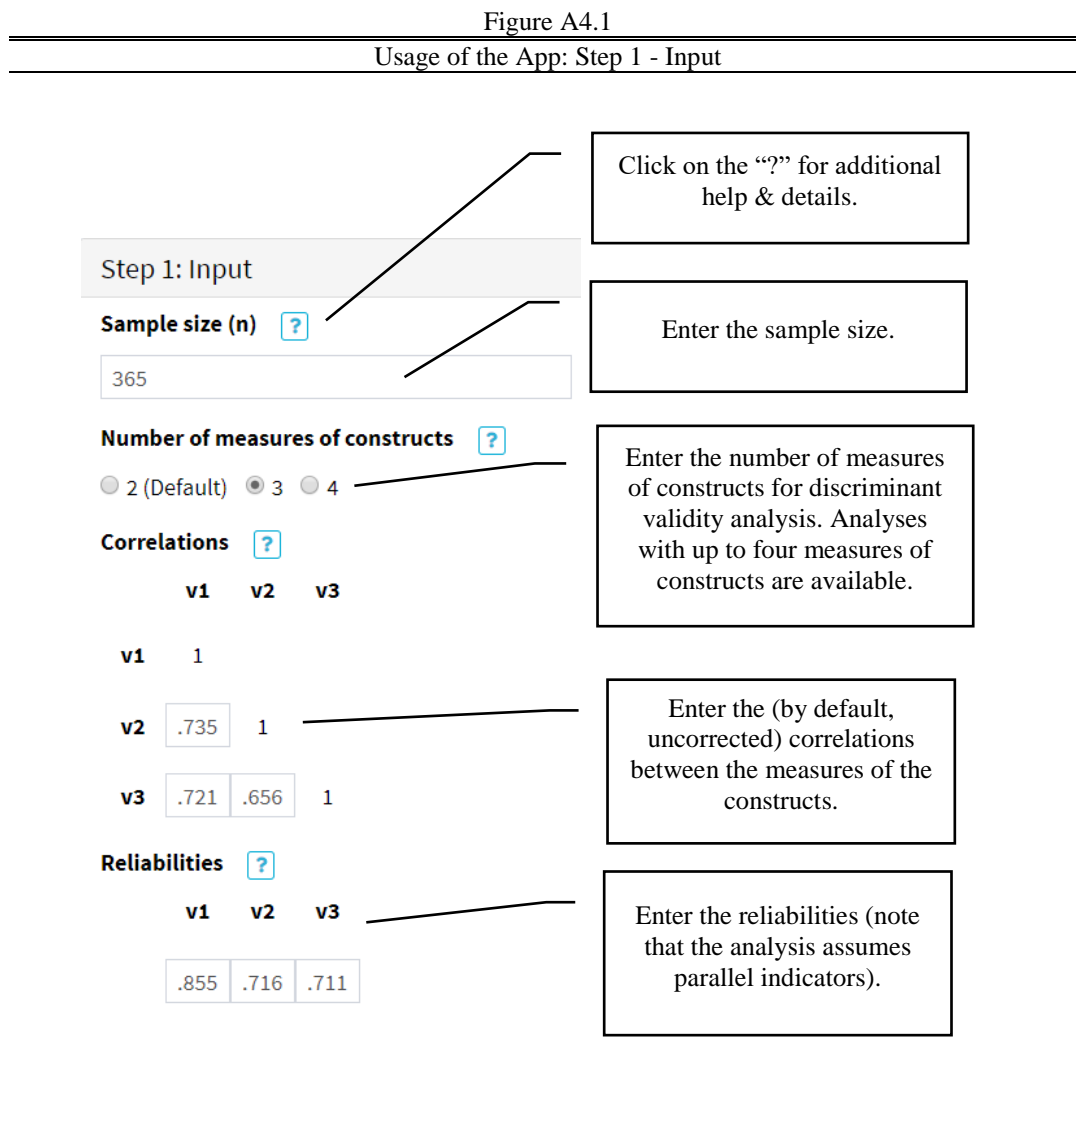 Figure A4.1
Usage of the App: Step 1 - Input
Click on the “?” for additional
help & details.
Step 1: Input
Sample size (n) ?
365
Enter the sample size.
Number of measures of constructs ?
2 (Default) 3 4
Enter the number of measures
of constructs for discriminant
validity analysis. Analyses
with up to four measures of
constructs are available.
Correlations ?
v1 v2 v3
v1 1
v2 .735 1
v3 .721 .656 1
Enter the (by default,
uncorrected) correlations
between the measures of the
constructs.
Reliabilities ?
v1 v2 v3
.855 .716 .711
Enter the reliabilities (note
that the analysis assumes
parallel indicators).